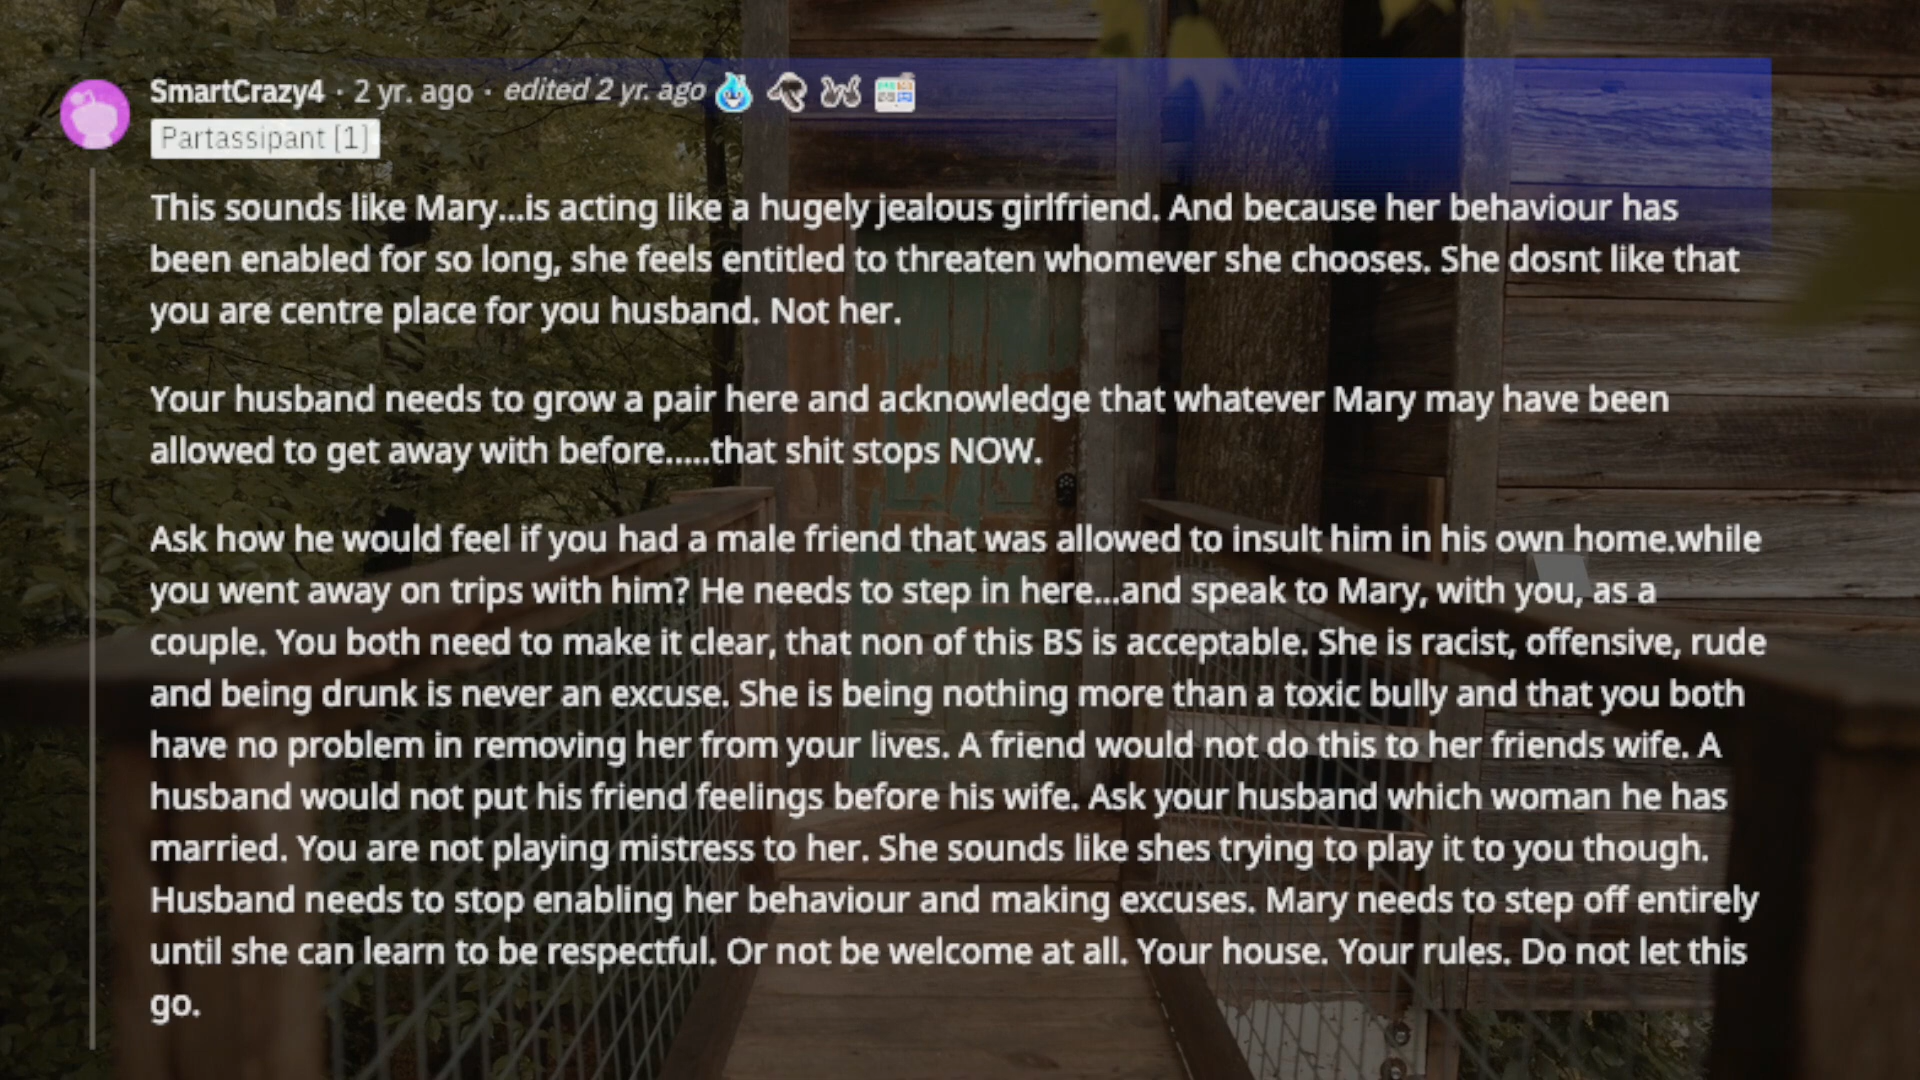 SmartCrazy4 · 2 yr. ago · edited 2 yr. ago
Partassipant [1]
This sounds like Mary...is acting like a hugely jealous girlfriend. And because her behaviour has
been enabled for so long, she feels entitled to threaten whomever she chooses. She dosnt like that
you are centre place for you husband. Not her.
Your husband needs to grow a pair here and acknowledge that whatever Mary may have been
allowed to get away with before.....that shit stops NOW.
Ask how he would feel if you had a male friend that was allowed to insult him in his own home.while
you went away on trips with him? He needs to step in here...and speak to Mary, with you, as a
couple. You both need to make it clear, that non of this BS is acceptable. She is racist, offensive, rude
and being drunk is never an excuse. She is being nothing more than a toxic bully and that you both
have no problem in removing her from your lives. A friend would not do this to her friends wife. A
husband would not put his friend feelings before his wife. Ask your husband which woman he has
married. You are not playing mistress to her. She sounds like shes trying to play it to you though.
Husband needs to stop enabling her behaviour and making excuses. Mary needs to step off entirely
until she can learn to be respectful. Or not be welcome at all. Your house. Your rules. Do not let this
go.